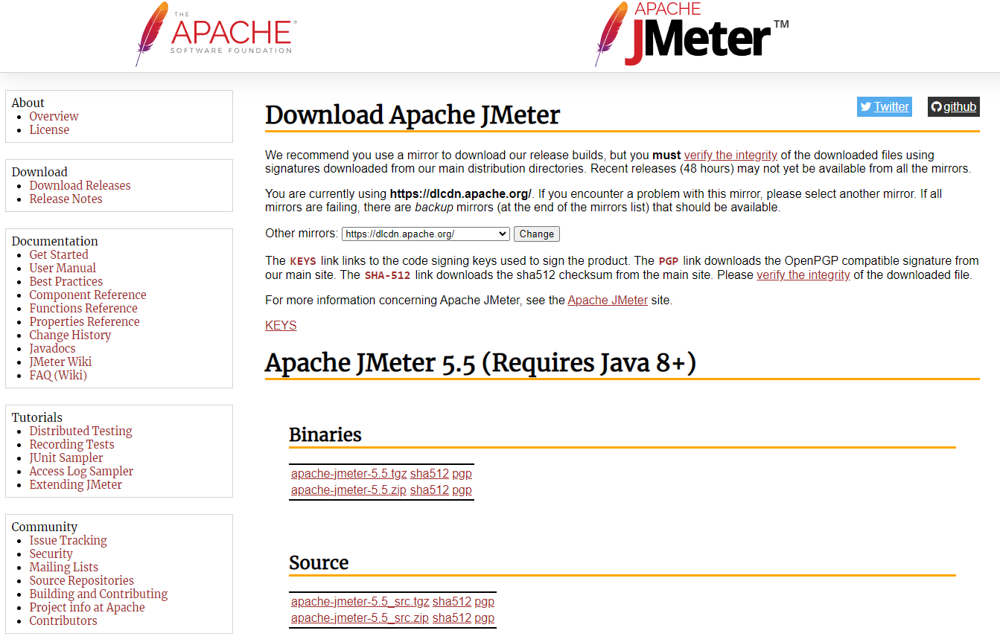 THE
APACHE®
SOFTWARE FOUNDATION
APACHE
JMeter™
About
Overview
License
Download
Download Releases
Release Notes
Documentation
Get Started
User Manual
Best Practices
Component Reference
Functions Reference
Properties Reference
Change History
Javadocs
JMeter Wiki
FAQ (Wiki)
Tutorials
Distributed Testing
Recording Tests
JUnit Sampler
Access Log Sampler
Extending JMeter
Community
Issue Tracking
Security
Mailing Lists
Source Repositories
Building and Contributing
Project info at Apache
Contributors
Twitter
github
Download Apache JMeter
We recommend you use a mirror to download our release builds, but you must verify the integrity of the downloaded files using
signatures downloaded from our main distribution directories. Recent releases (48 hours) may not yet be available from all the mirrors.
You are currently using https://dlcdn.apache.org/. If you encounter a problem with this mirror, please select another mirror. If all
mirrors are failing, there are backup mirrors (at the end of the mirrors list) that should be available.
Other mirrors: https://dlcdn.apache.org/ Change
The KEYS link links to the code signing keys used to sign the product. The PGP link downloads the OpenPGP compatible signature from
our main site. The SHA-512 link downloads the sha512 checksum from the main site. Please verify the integrity of the downloaded file.
For more information concerning Apache JMeter, see the Apache JMeter site.
KEYS
Apache JMeter 5.5 (Requires Java 8+)
Binaries
apache-jmeter-5.5.tgz sha512 pgp
apache-jmeter-5.5.zip sha512 pgp
Source
apache-jmeter-5.5_src.tgz sha512 pgp
apache-jmeter-5.5_src.zip sha512 pgp